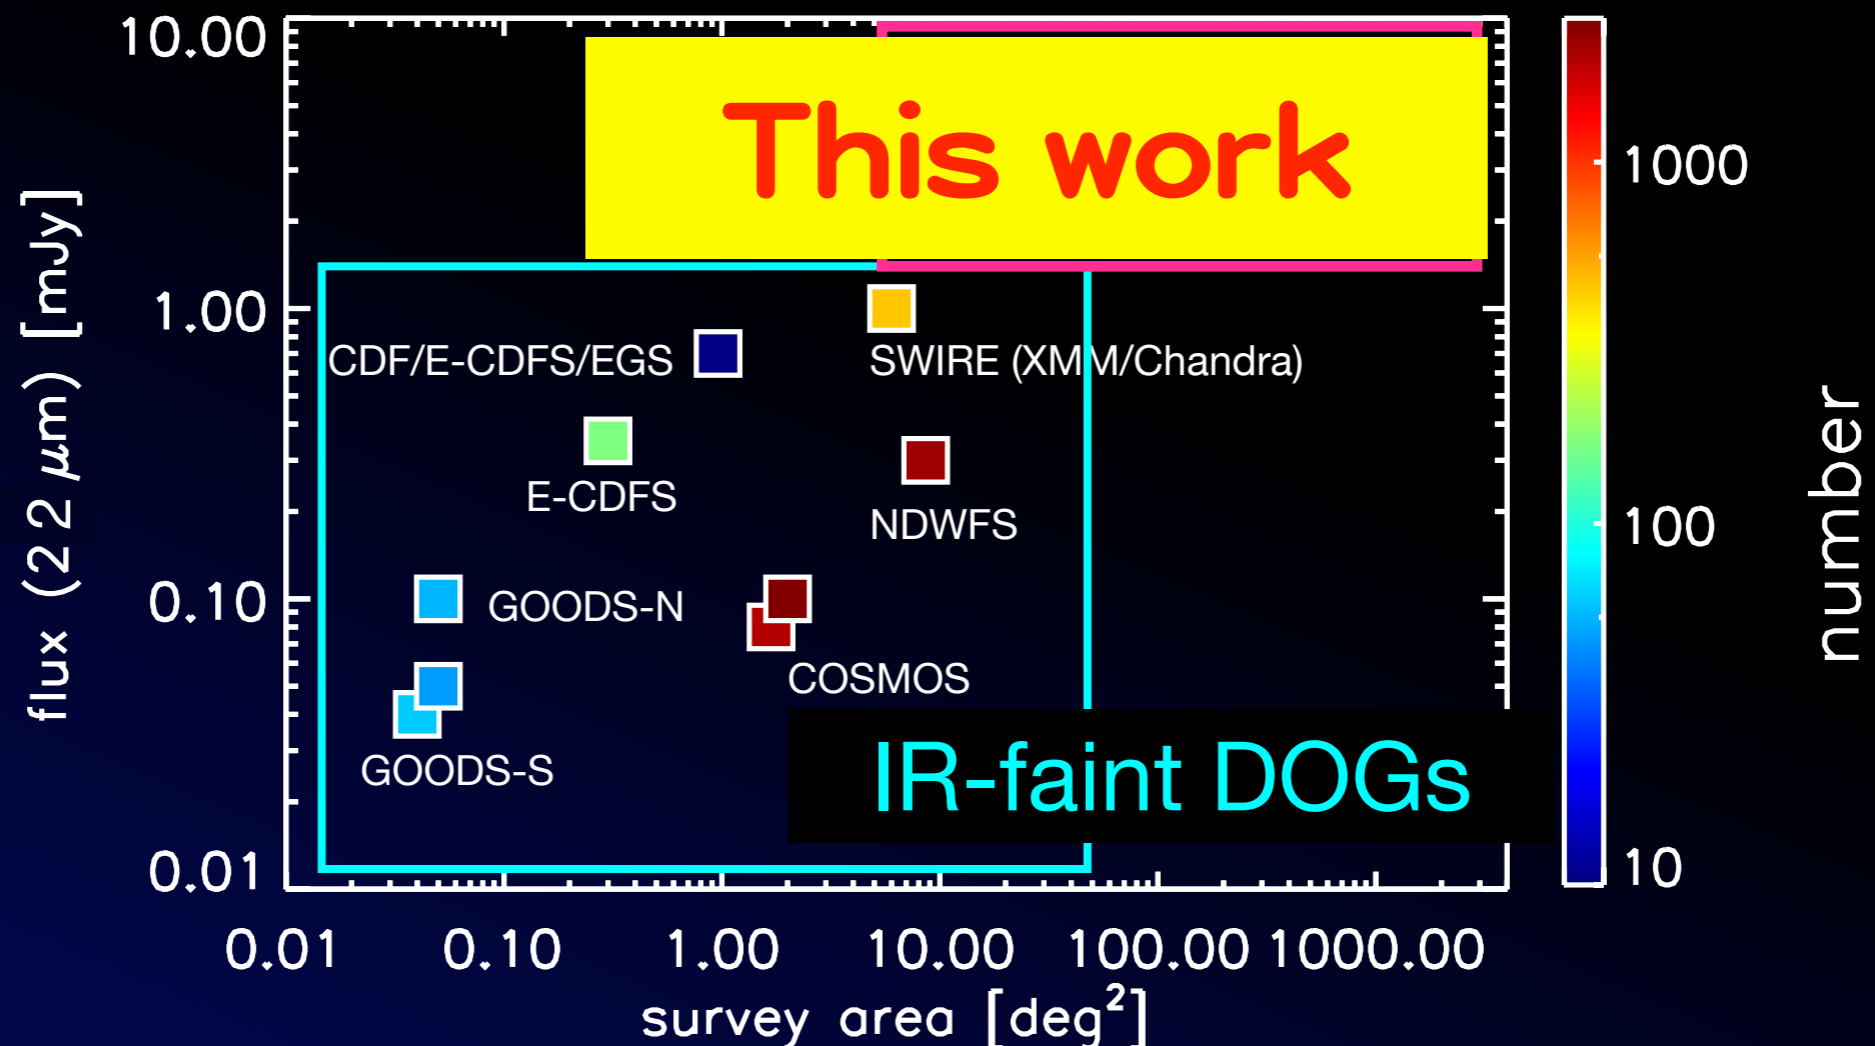 10.00
1.00
0.10
0.01
flux (22 μm) [mJy]
This work
CDF/E-CDFS/EGS
SWIRE (XMM/Chandra)
E-CDFS
NDWFS
GOODS-N
COSMOS
GOODS-S
IR-faint DOGs
0.01 0.10 1.00 10.00 100.00 1000.00
survey area [deg²]
1000
100
10
number